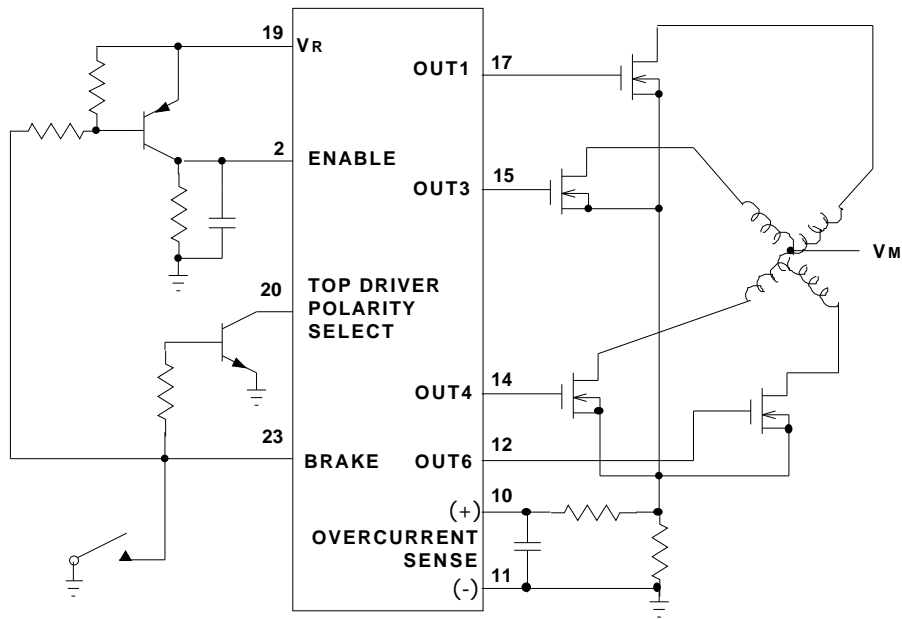 19
VR
OUT1
17
2
ENABLE
OUT3
15
VM
20
TOP DRIVER
POLARITY
SELECT
OUT4
14
23
BRAKE
OUT6
12
(+)
10
OVERCURRENT
SENSE
(-)
11